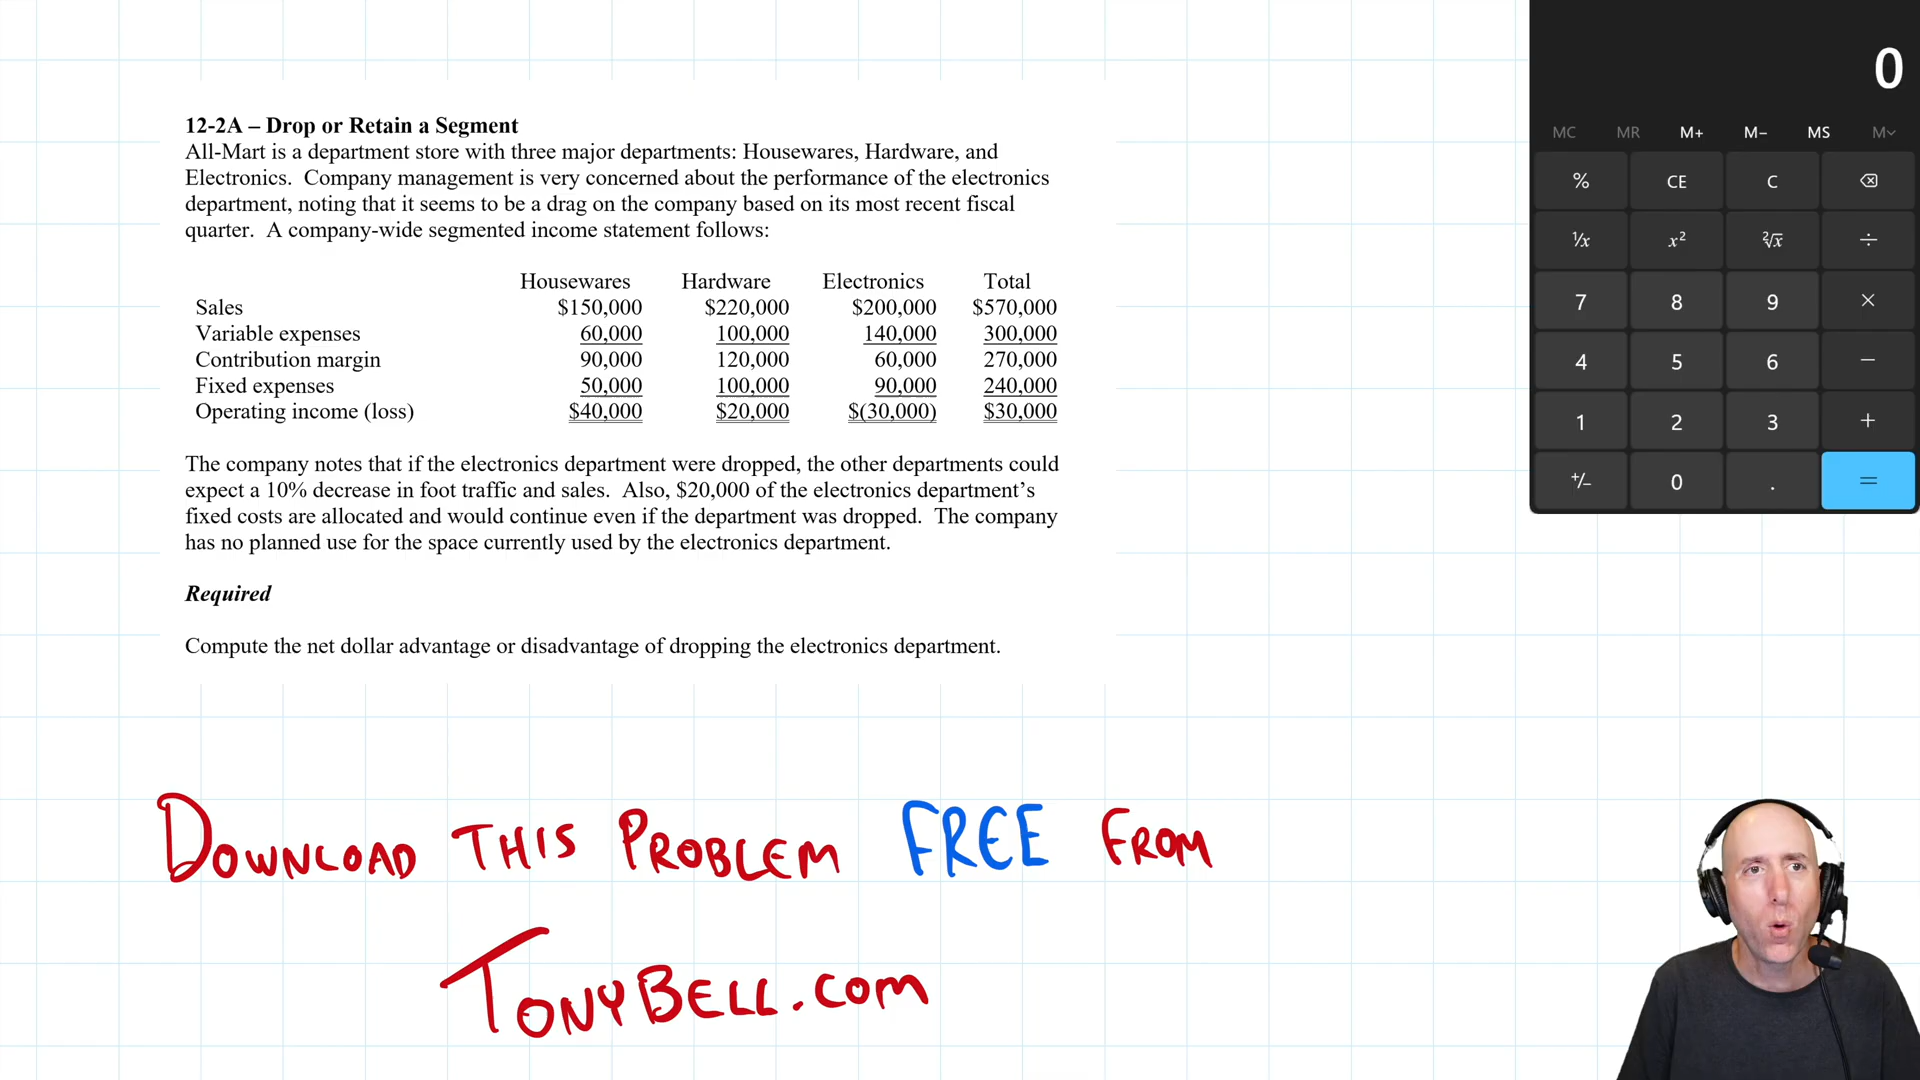 12-2A – Drop or Retain a Segment
All-Mart is a department store with three major departments: Housewares, Hardware, and
Electronics. Company management is very concerned about the performance of the electronics
department, noting that it seems to be a drag on the company based on its most recent fiscal
quarter. A company-wide segmented income statement follows:
Housewares Hardware Electronics Total
Sales $150,000 $220,000 $200,000 $570,000
Variable expenses 60,000 100,000 140,000 300,000
Contribution margin 90,000 120,000 60,000 270,000
Fixed expenses 50,000 100,000 90,000 240,000
Operating income (loss) $40,000 $20,000 $(30,000) $30,000
The company notes that if the electronics department were dropped, the other departments could
expect a 10% decrease in foot traffic and sales. Also, $20,000 of the electronics department's
fixed costs are allocated and would continue even if the department was dropped. The company
has no planned use for the space currently used by the electronics department.
Required
Compute the net dollar advantage or disadvantage of dropping the electronics department.
DOWNLOAD THIS PROBLEM FREE FROM
TONYBELL.COM
0
MC MR M+ M− MS M˅
% CE C ⌫
¹/x x² ²√x ÷
7 8 9 ×
4 5 6 −
1 2 3 +
+/− 0 . =